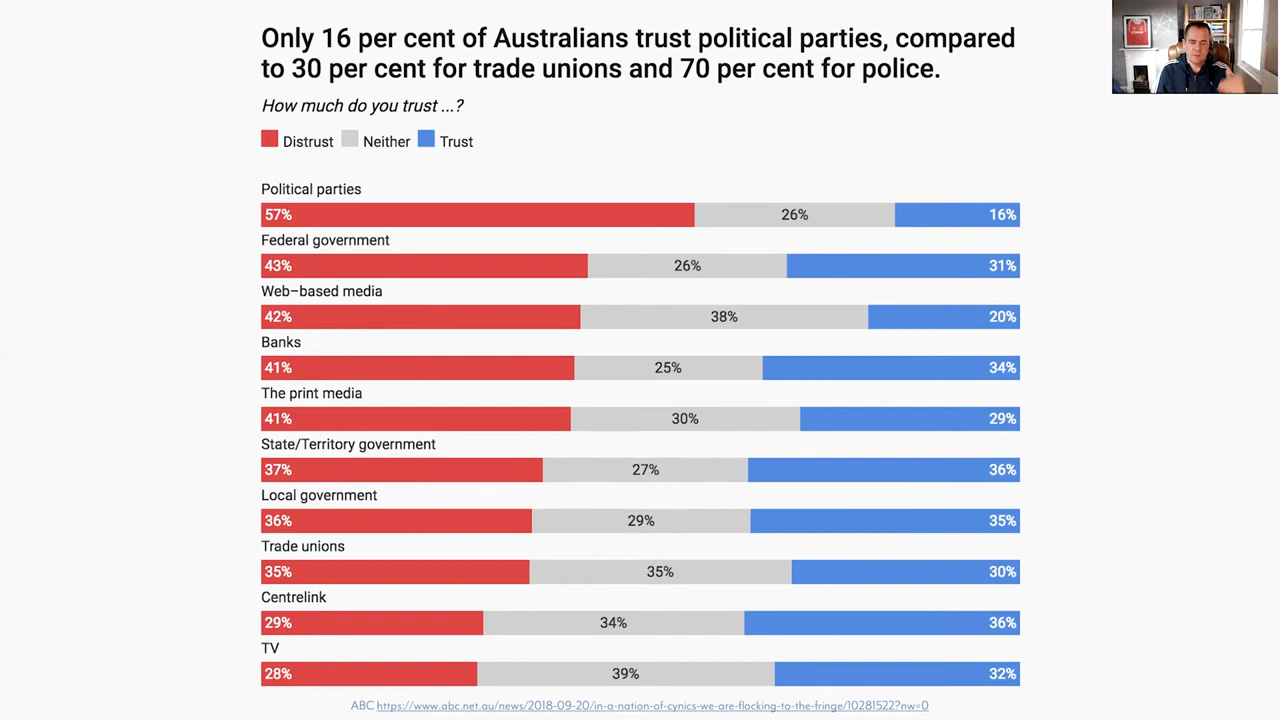 Only 16 per cent of Australians trust political parties, compared
to 30 per cent for trade unions and 70 per cent for police.
How much do you trust ...?
Distrust Neither Trust
Political parties
57% 26% 16%
Federal government
43% 26% 31%
Web–based media
42% 38% 20%
Banks
41% 25% 34%
The print media
41% 30% 29%
State/Territory government
37% 27% 36%
Local government
36% 29% 35%
Trade unions
35% 35% 30%
Centrelink
29% 34% 36%
TV
28% 39% 32%
ABC https://www.abc.net.au/news/2018-09-20/in-a-nation-of-cynics-we-are-flocking-to-the-fringe/10281522?nw=0